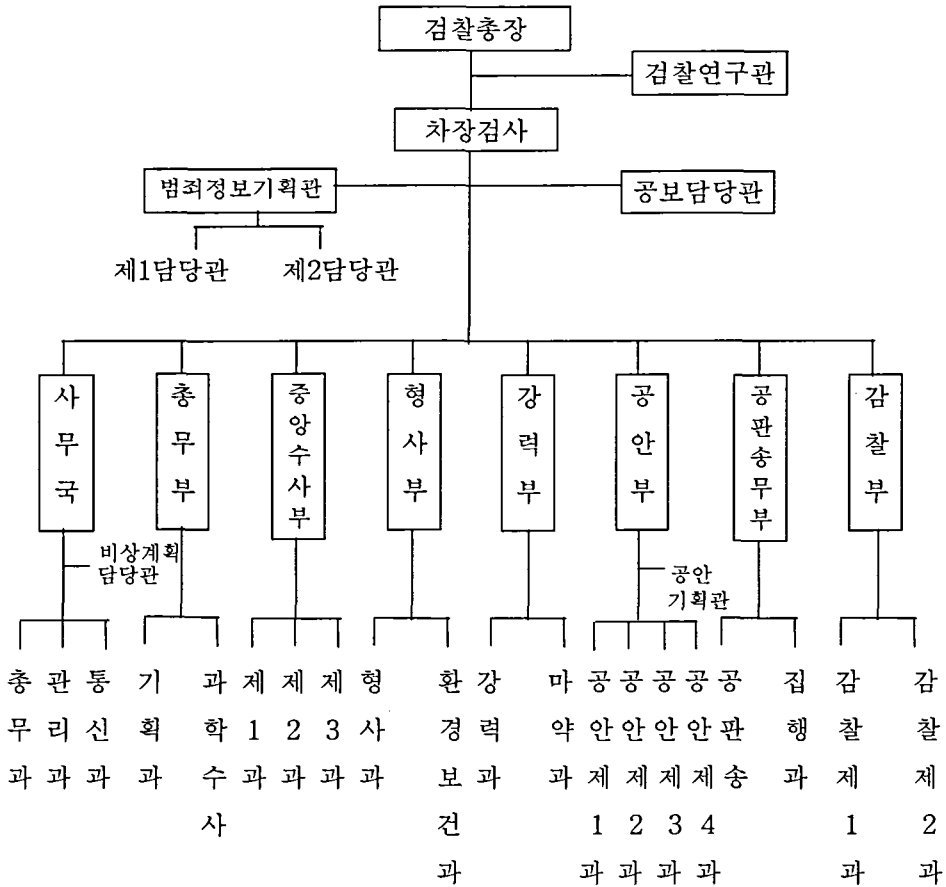 검찰총장
검찰연구관
차장검사
범죄정보기획관
공보담당관
제1담당관
제2담당관
사무국
총무부
중앙수사부
형사부
강력부
공안부
공판송무부
감찰부
비상계획
담당관
공안
기획관
총무과
관리과
통신과
기획과
과학수사
제1과
제2과
제3과
형사과
환경보건과
강력과
마약과
공안제1과
공안제2과
공안제3과
공안제4과
공판송
집행과
감찰제1과
감찰제2과